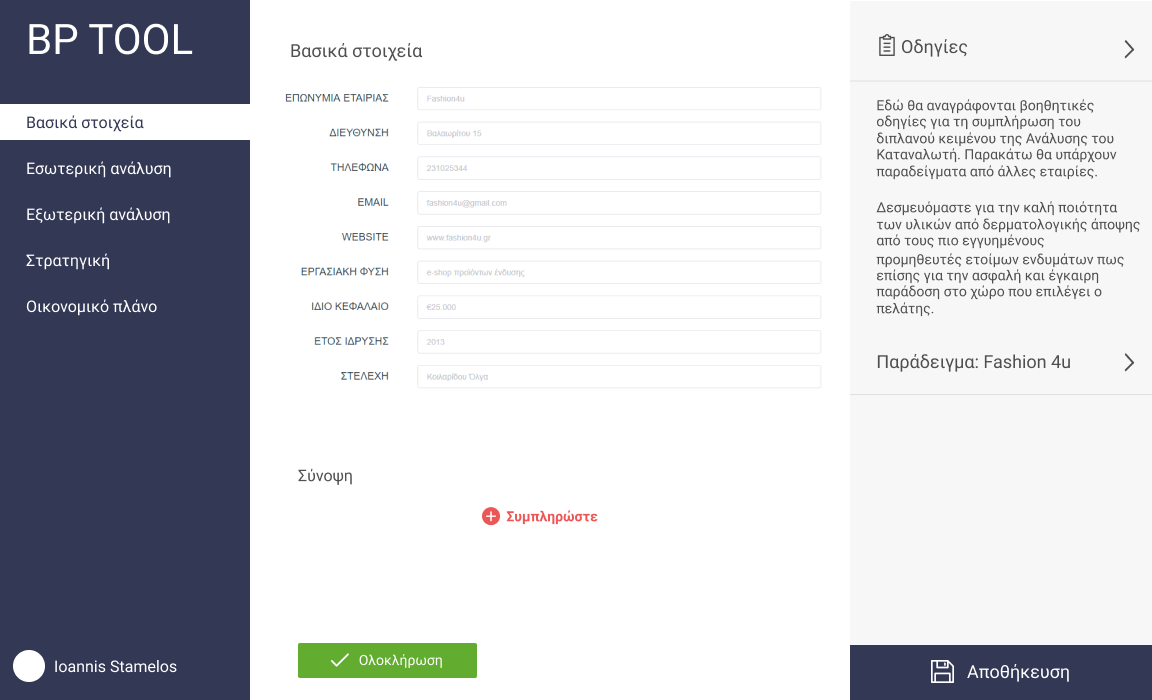 BP TOOL
Βασικά στοιχεία
Εσωτερική ανάλυση
Εξωτερική ανάλυση
Στρατηγική
Οικονομικό πλάνο
Ioannis Stamelos
Βασικά στοιχεία
ΕΠΩΝΥΜΙΑ ΕΤΑΙΡΙΑΣ Fashion4u
ΔΙΕΥΘΥΝΣΗ Βαλαωρίτου 15
ΤΗΛΕΦΩΝΑ 231025344
EMAIL fashion4u@gmail.com
WEBSITE www.fashion4u.gr
ΕΡΓΑΣΙΑΚΗ ΦΥΣΗ e-shop προϊόντων ένδυσης
ΙΔΙΟ ΚΕΦΑΛΑΙΟ €25.000
ΕΤΟΣ ΙΔΡΥΣΗΣ 2013
ΣΤΕΛΕΧΗ Κοιλαρίδου Όλγα
Σύνοψη
Συμπληρώστε
Ολοκλήρωση
Οδηγίες
Εδώ θα αναγράφονται βοηθητικές
οδηγίες για τη συμπλήρωση του
διπλανού κειμένου της Ανάλυσης του
Καταναλωτή. Παρακάτω θα υπάρχουν
παραδείγματα από άλλες εταιρίες.
Δεσμευόμαστε για την καλή ποιότητα
των υλικών από δερματολογικής άποψης
από τους πιο εγγυημένους
προμηθευτές ετοίμων ενδυμάτων πως
επίσης για την ασφαλή και έγκαιρη
παράδοση στο χώρο που επιλέγει ο
πελάτης.
Παράδειγμα: Fashion 4u
Αποθήκευση